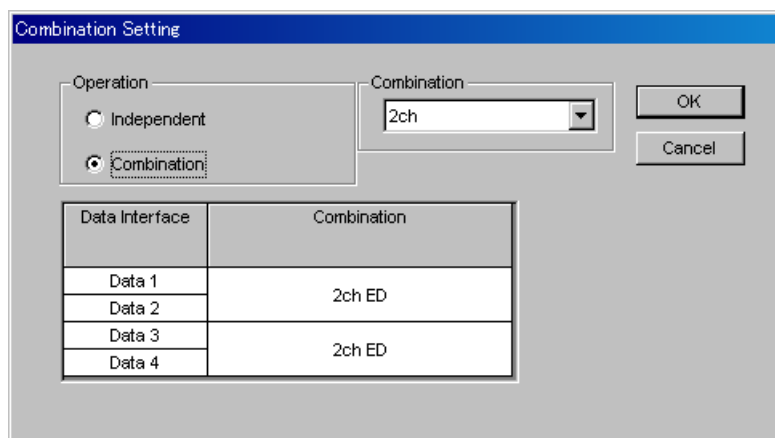 Combination Setting
Operation
Independent
Combination
Combination
2ch
OK
Cancel
Data Interface
Combination
Data 1
Data 2
2ch ED
Data 3
Data 4
2ch ED